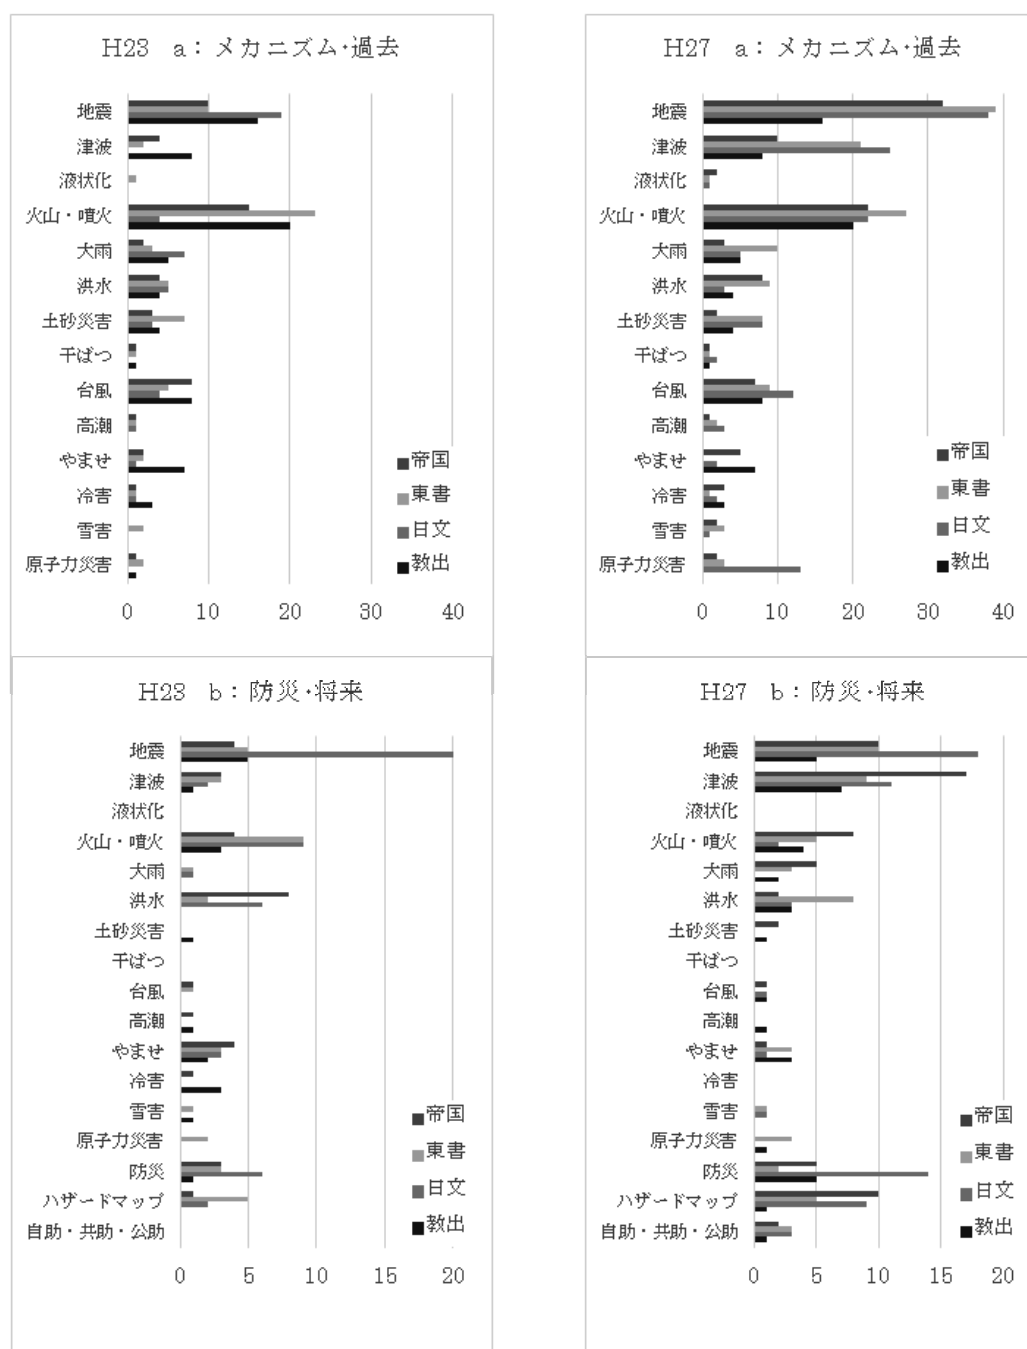 H23 a：メカニズム・過去
地震
津波
液状化
火山・噴火
大雨
洪水
土砂災害
干ばつ
台風
高潮
やませ
冷害
雪害
原子力災害
帝国
東書
日文
教出
0 10 20 30 40
H27 a：メカニズム・過去
地震
津波
液状化
火山・噴火
大雨
洪水
土砂災害
干ばつ
台風
高潮
やませ
冷害
雪害
原子力災害
帝国
東書
日文
教出
0 10 20 30 40
H23 b：防災・将来
地震
津波
液状化
火山・噴火
大雨
洪水
土砂災害
干ばつ
台風
高潮
やませ
冷害
雪害
原子力災害
防災
ハザードマップ
自助・共助・公助
帝国
東書
日文
教出
0 5 10 15 20
H27 b：防災・将来
地震
津波
液状化
火山・噴火
大雨
洪水
土砂災害
干ばつ
台風
高潮
やませ
冷害
雪害
原子力災害
防災
ハザードマップ
自助・共助・公助
帝国
東書
日文
教出
0 5 10 15 20